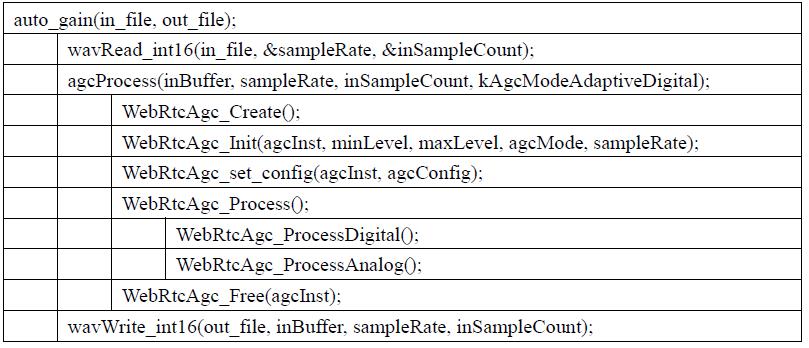 auto_gain(in_file, out_file);
wavRead_int16(in_file, &sampleRate, &inSampleCount);
agcProcess(inBuffer, sampleRate, inSampleCount, kAgcModeAdaptiveDigital);
WebRtcAgc_Create();
WebRtcAgc_Init(agcInst, minLevel, maxLevel, agcMode, sampleRate);
WebRtcAgc_set_config(agcInst, agcConfig);
WebRtcAgc_Process();
WebRtcAgc_ProcessDigital();
WebRtcAgc_ProcessAnalog();
WebRtcAgc_Free(agcInst);
wavWrite_int16(out_file, inBuffer, sampleRate, inSampleCount);